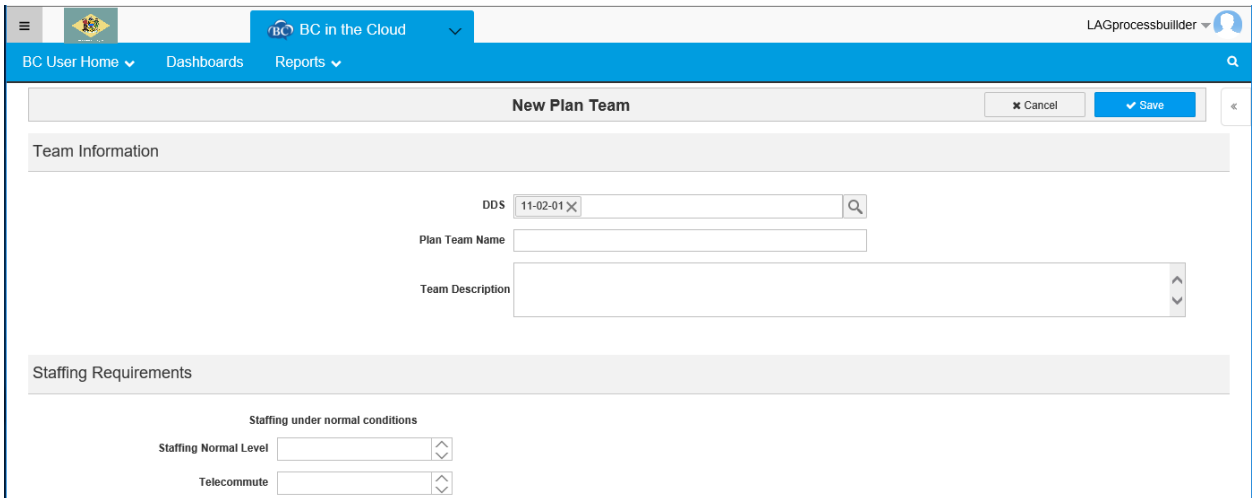 BC BC in the Cloud
LAGprocessbuillder
BC User Home Dashboards Reports
New Plan Team
Cancel
Save
Team Information
DDS 11-02-01
Plan Team Name
Team Description
Staffing Requirements
Staffing under normal conditions
Staffing Normal Level
Telecommute